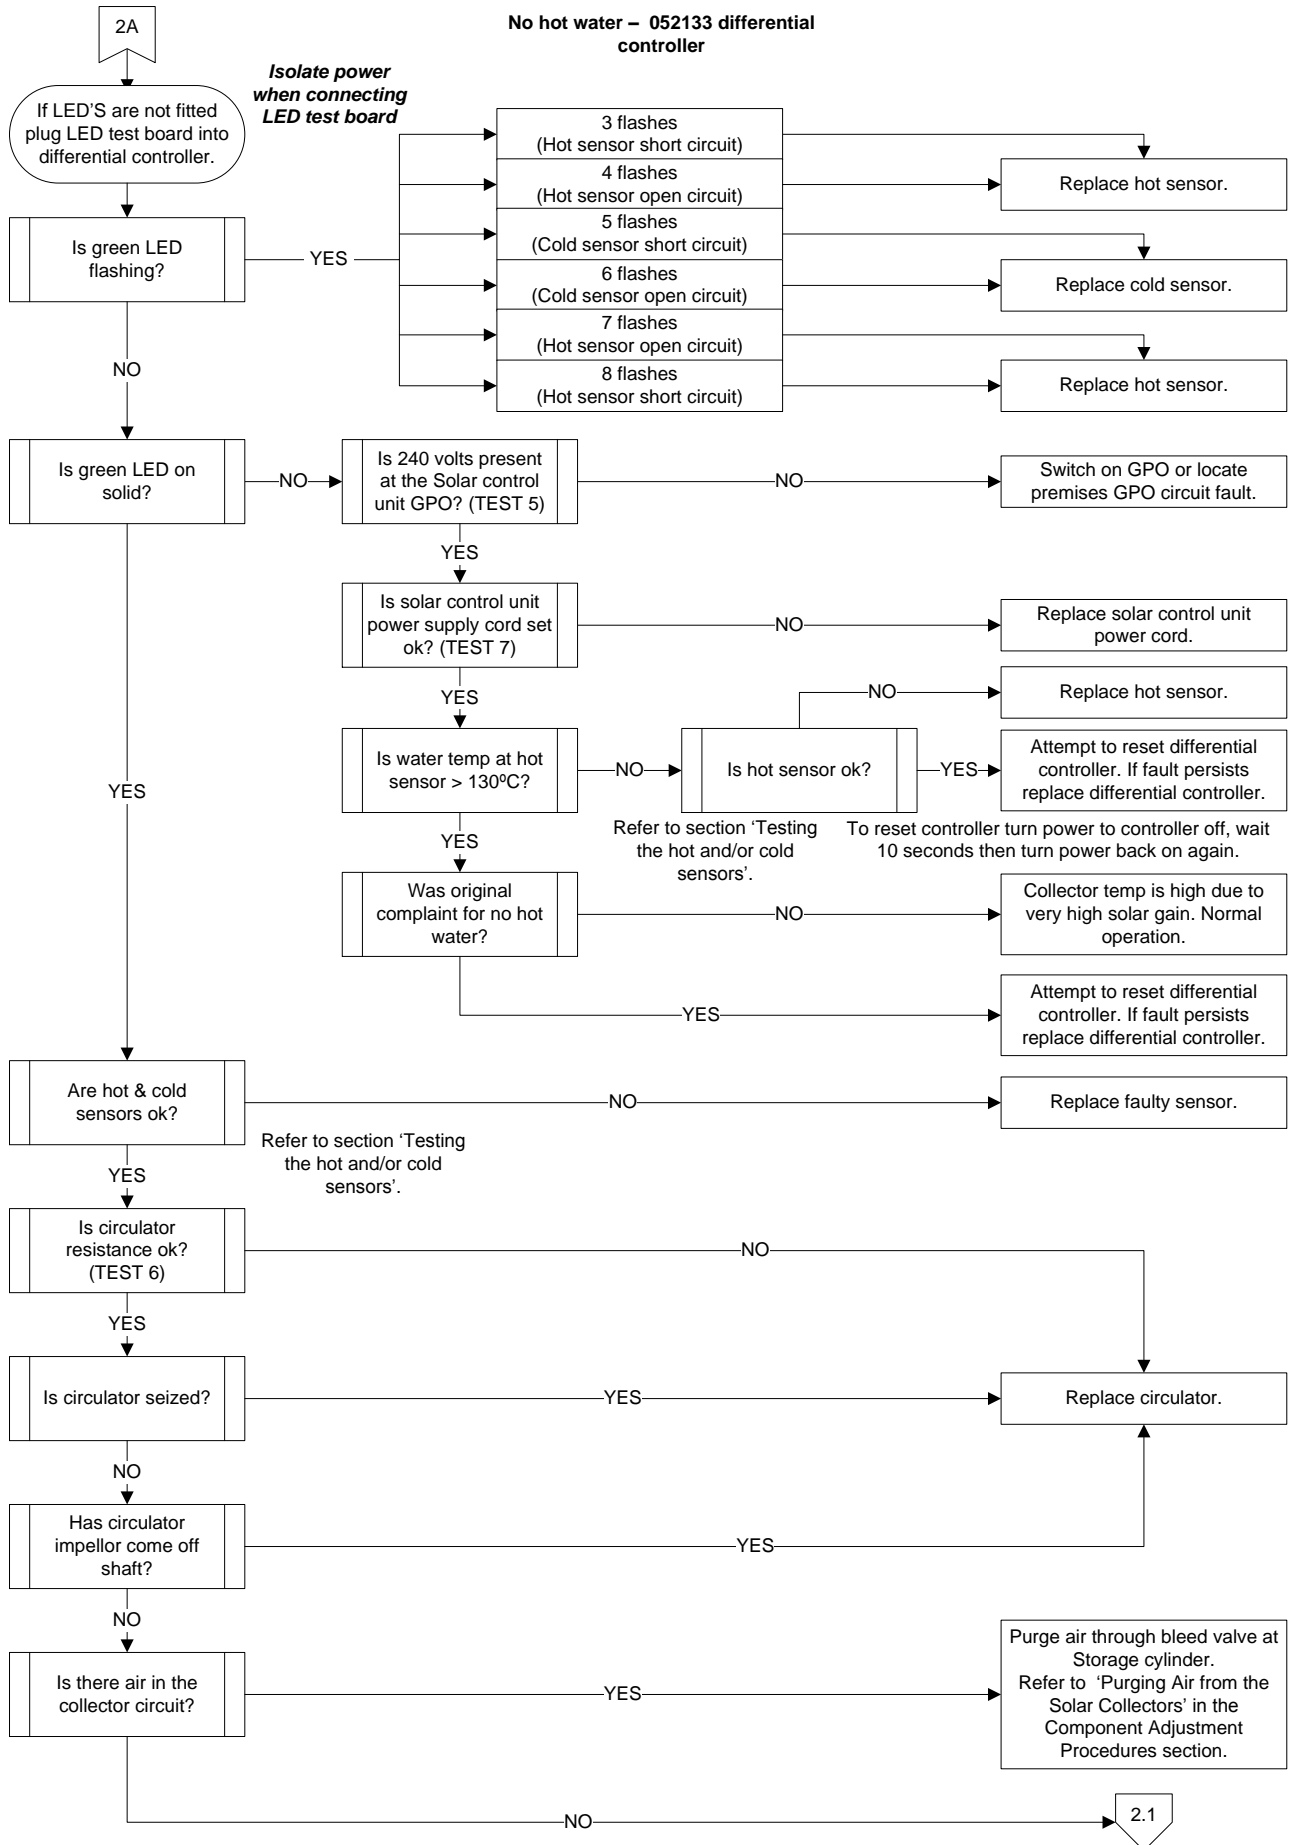 2A
No hot water – 052133 differential
controller
Isolate power
when connecting
LED test board
If LED'S are not fitted
plug LED test board into
differential controller.
3 flashes
(Hot sensor short circuit)
4 flashes
(Hot sensor open circuit)
Replace hot sensor.
5 flashes
(Cold sensor short circuit)
Is green LED
flashing?
YES
6 flashes
(Cold sensor open circuit)
Replace cold sensor.
7 flashes
(Hot sensor open circuit)
8 flashes
(Hot sensor short circuit)
Replace hot sensor.
NO
Is green LED on
solid?
NO
Is 240 volts present
at the Solar control
unit GPO? (TEST 5)
NO
Switch on GPO or locate
premises GPO circuit fault.
YES
Is solar control unit
power supply cord set
ok? (TEST 7)
NO
Replace solar control unit
power cord.
YES
NO
Replace hot sensor.
Is water temp at hot
sensor > 130ºC?
NO
Is hot sensor ok?
YES
Attempt to reset differential
controller. If fault persists
replace differential controller.
YES
Refer to section ‘Testing
the hot and/or cold
sensors’.
To reset controller turn power to controller off, wait
10 seconds then turn power back on again.
YES
Was original
complaint for no hot
water?
NO
Collector temp is high due to
very high solar gain. Normal
operation.
YES
Attempt to reset differential
controller. If fault persists
replace differential controller.
Are hot & cold
sensors ok?
NO
Replace faulty sensor.
Refer to section ‘Testing
the hot and/or cold
sensors’.
YES
Is circulator
resistance ok?
(TEST 6)
NO
YES
Is circulator seized?
YES
Replace circulator.
NO
Has circulator
impellor come off
shaft?
YES
NO
Is there air in the
collector circuit?
YES
Purge air through bleed valve at
Storage cylinder.
Refer to ‘Purging Air from the
Solar Collectors’ in the
Component Adjustment
Procedures section.
NO
2.1